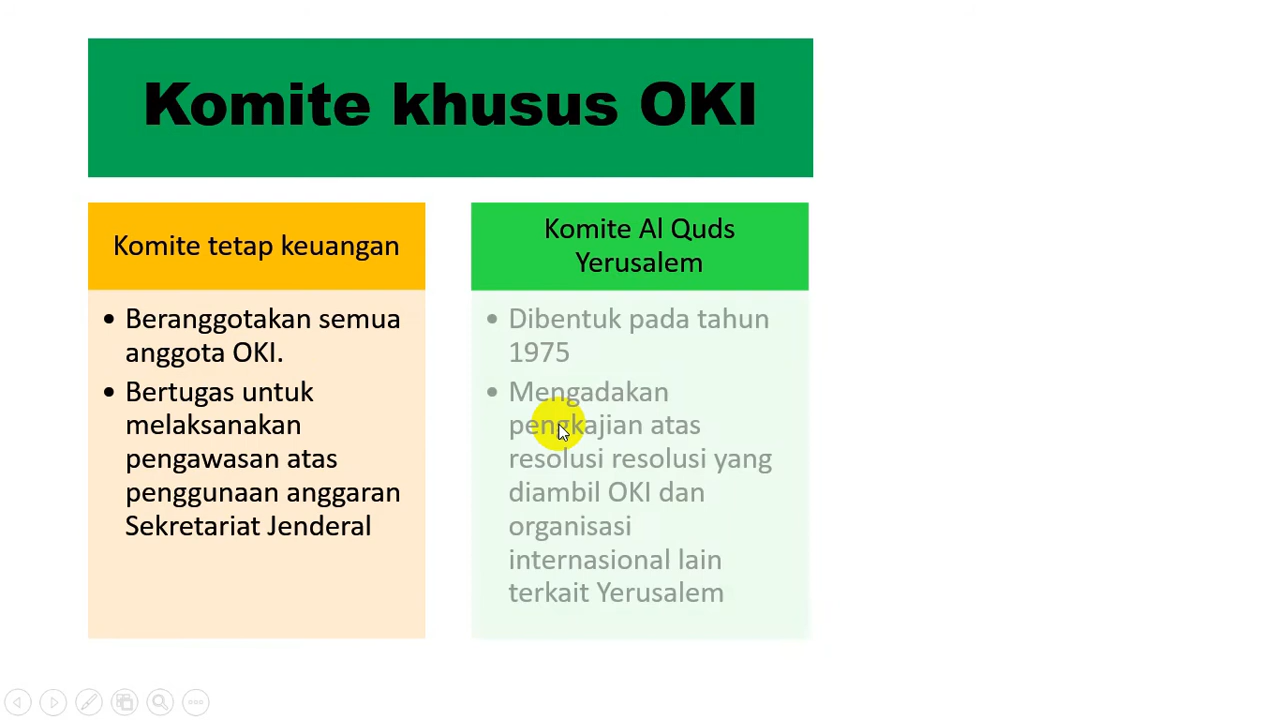 Komite khusus OKI
Komite tetap keuangan
• Beranggotakan semua
anggota OKI.
• Bertugas untuk
melaksanakan
pengawasan atas
penggunaan anggaran
Sekretariat Jenderal
Komite Al Quds
Yerusalem
• Dibentuk pada tahun
1975
• Mengadakan
pengkajian atas
resolusi resolusi yang
diambil OKI dan
organisasi
internasional lain
terkait Yerusalem